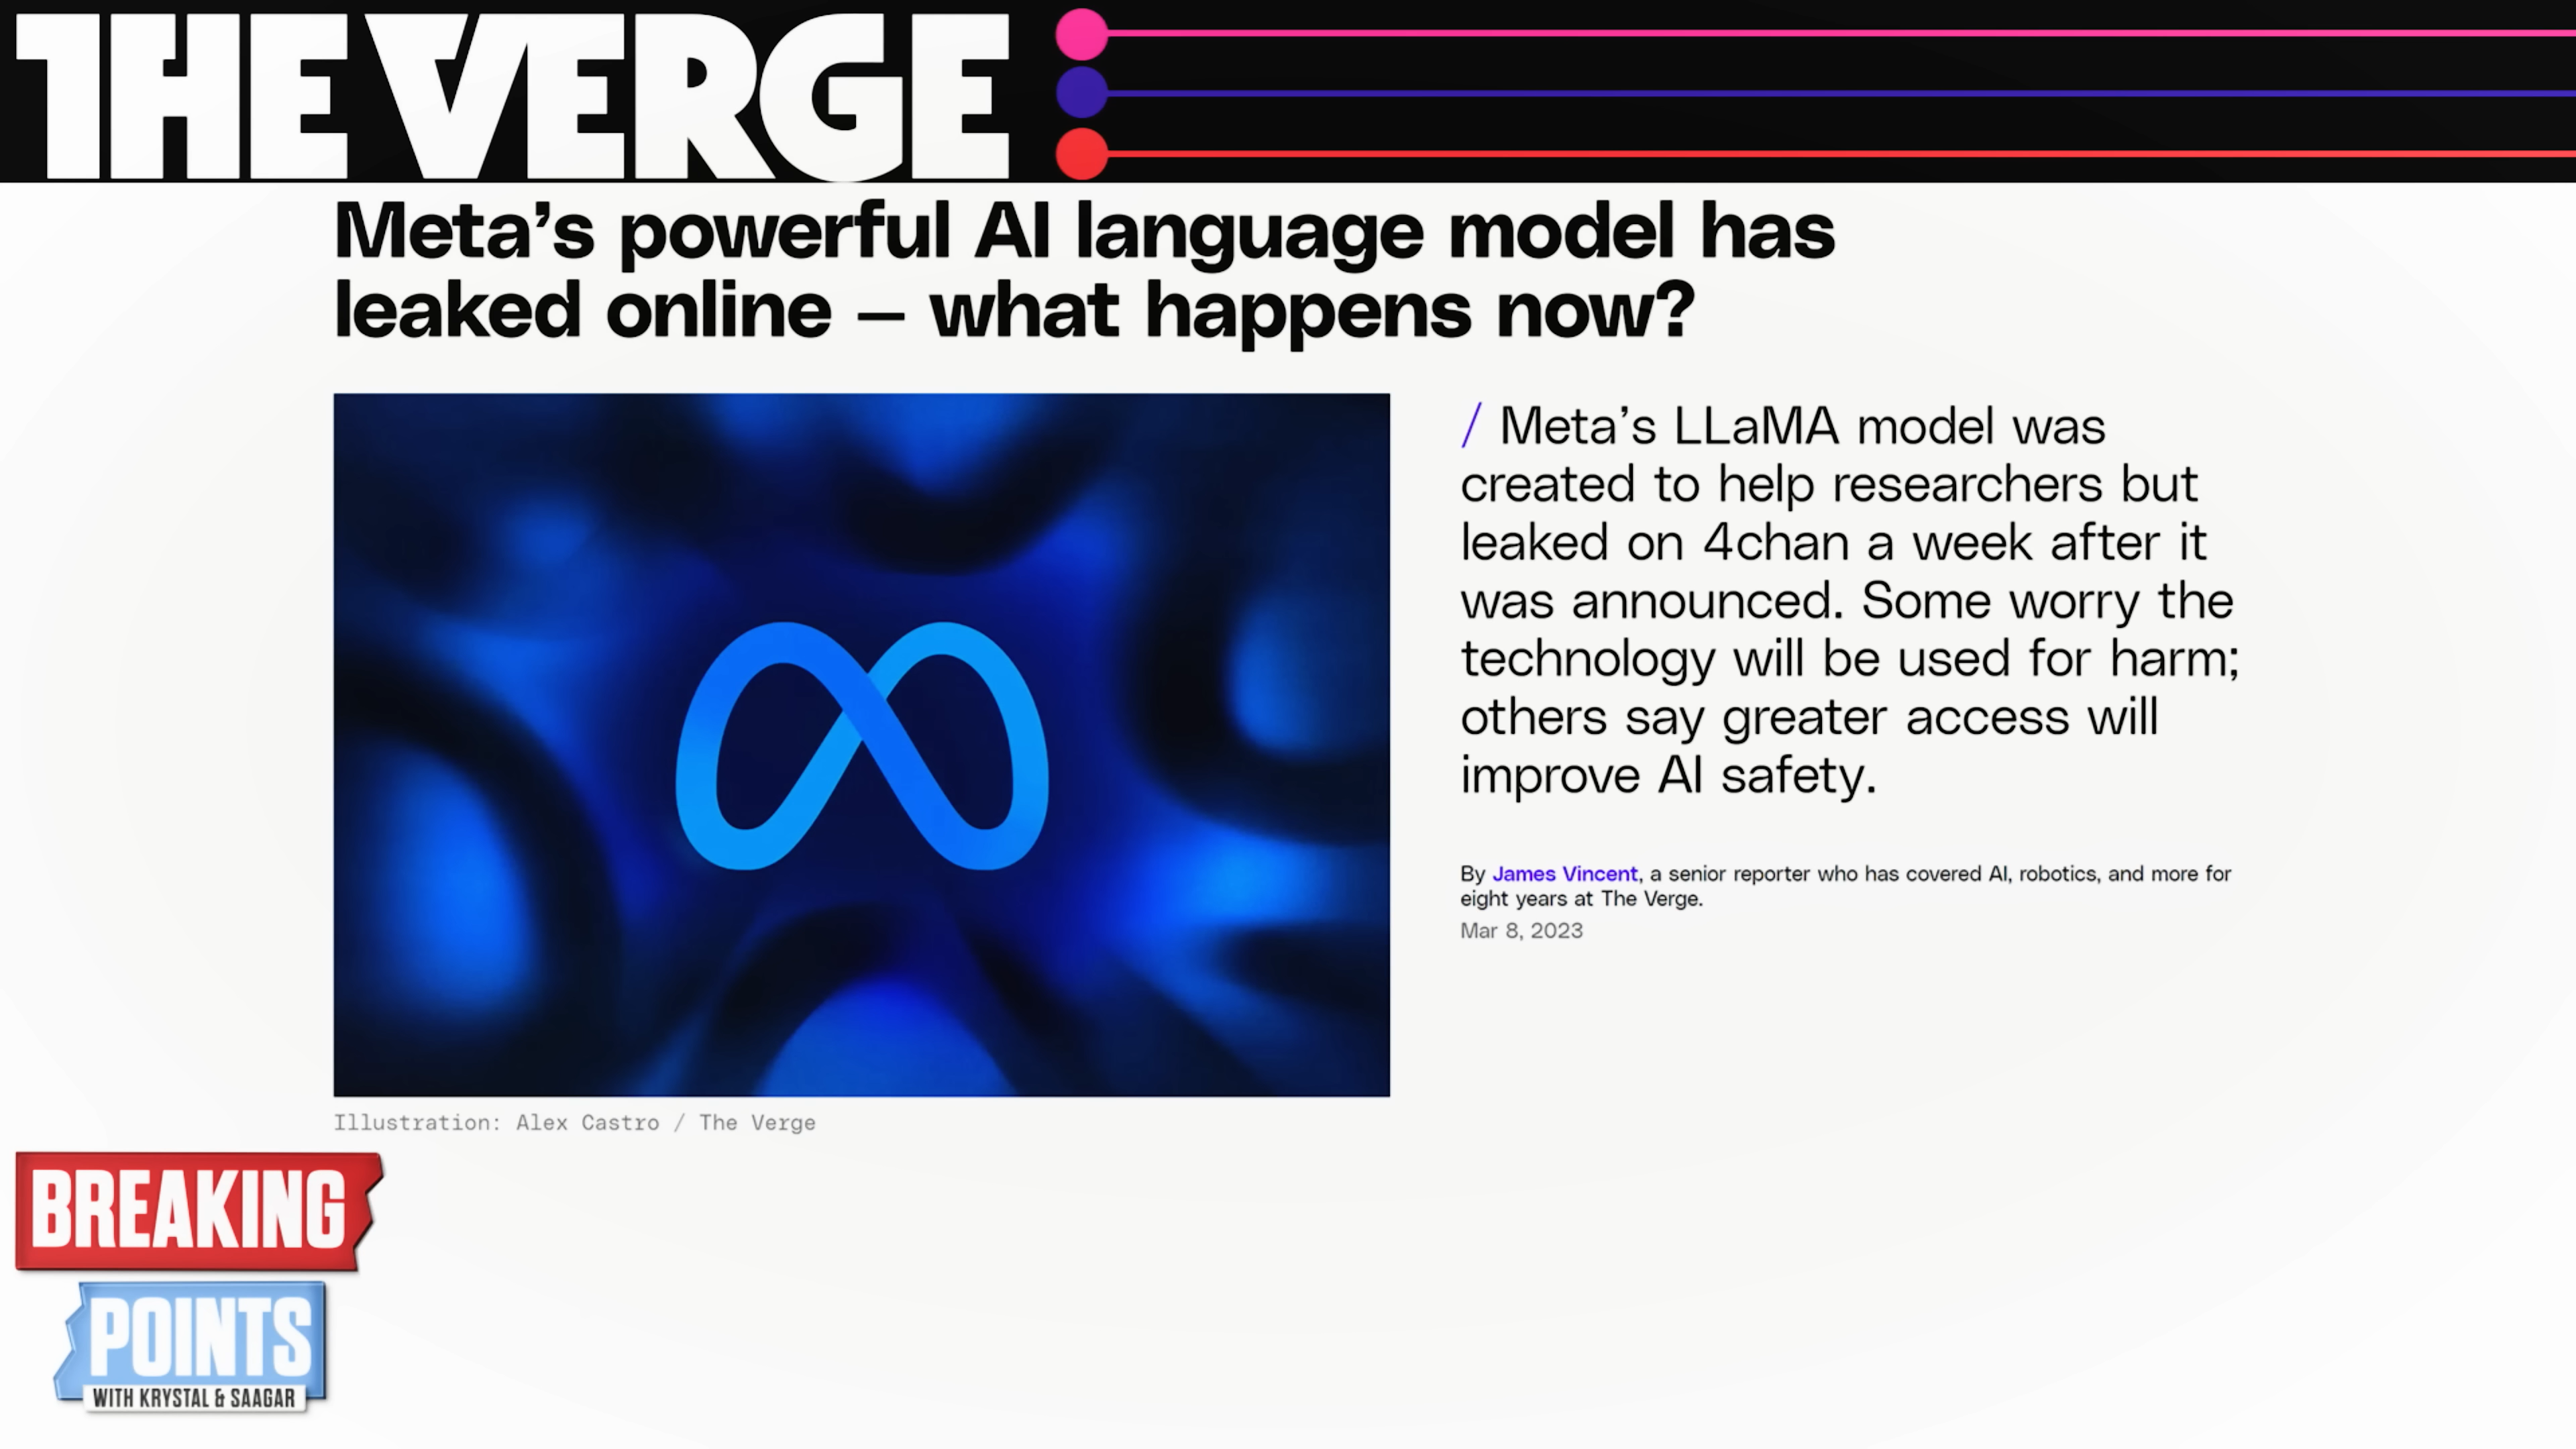 THE VERGE
Meta’s powerful AI language model has
leaked online – what happens now?
/ Meta’s LLaMA model was
created to help researchers but
leaked on 4chan a week after it
was announced. Some worry the
technology will be used for harm;
others say greater access will
improve AI safety.
By James Vincent, a senior reporter who has covered AI, robotics, and more for
eight years at The Verge.
Mar 8, 2023
Illustration: Alex Castro / The Verge
BREAKING
POINTS
WITH KRYSTAL & SAAGAR